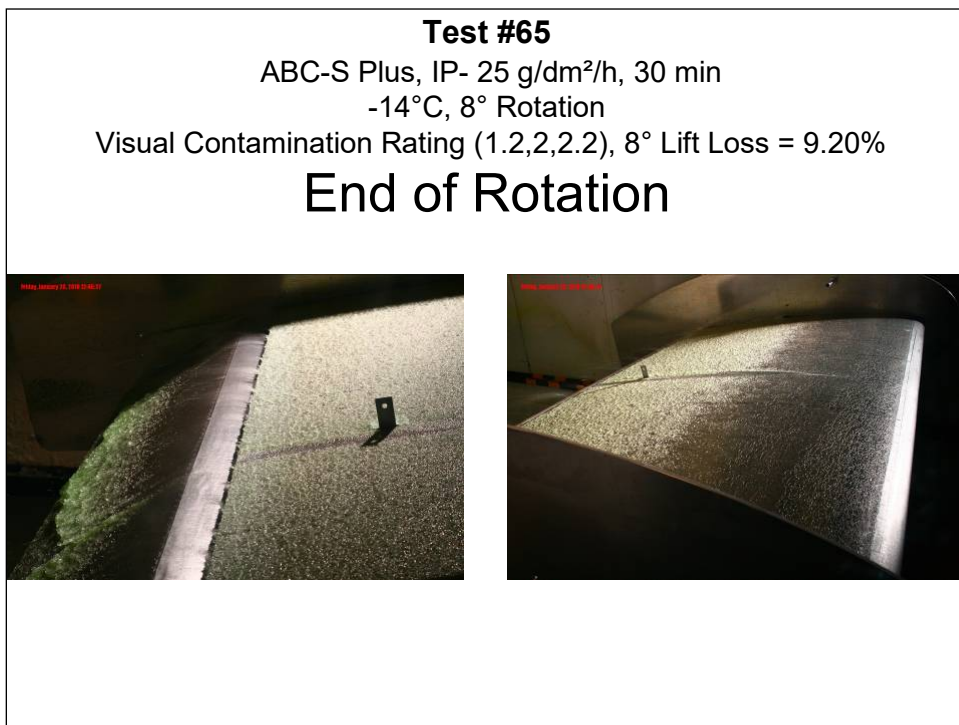 Test #65
ABC-S Plus, IP- 25 g/dm²/h, 30 min
-14°C, 8° Rotation
Visual Contamination Rating (1.2,2,2.2), 8° Lift Loss = 9.20%
End of Rotation